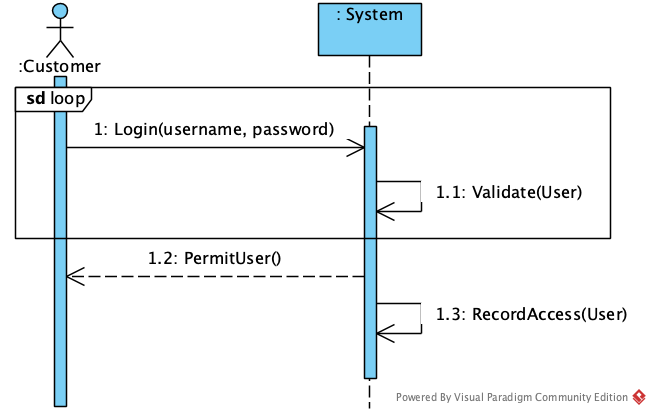 : System
:Customer
sd loop
1: Login(username, password)
1.1: Validate(User)
1.2: PermitUser()
1.3: RecordAccess(User)
Powered By Visual Paradigm Community Edition